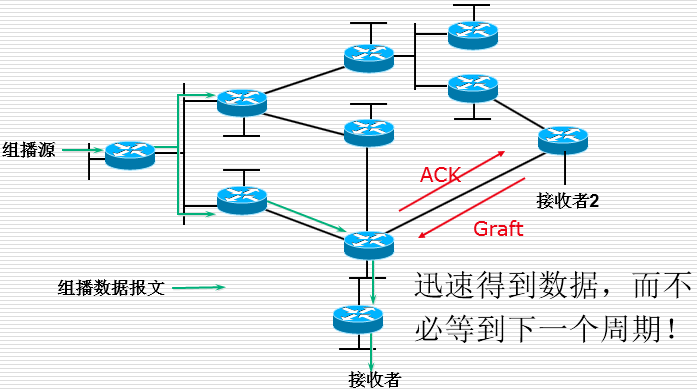 组播源
ACK
接收者2
Graft
组播数据报文
迅速得到数据，而不
必等到下一个周期！
接收者